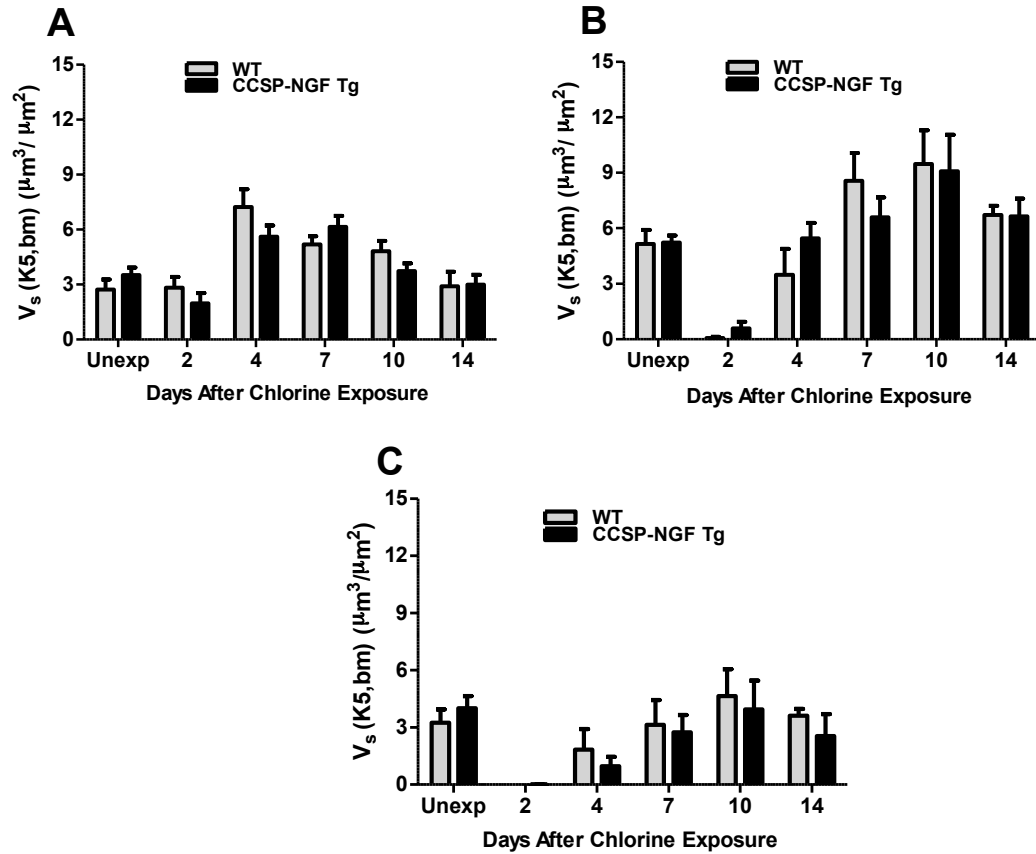 A
V_s (K5,bm) (μm³/ μm²)
15
12
9
6
3
0
WT
CCSP-NGF Tg
Unexp 2 4 7 10 14
Days After Chlorine Exposure
B
V_s (K5,bm) (μm³/ μm²)
15
12
9
6
3
0
WT
CCSP-NGF Tg
Unexp 2 4 7 10 14
Days After Chlorine Exposure
C
V_s (K5,bm) (μm³/μm²)
15
12
9
6
3
0
WT
CCSP-NGF Tg
Unexp 2 4 7 10 14
Days After Chlorine Exposure